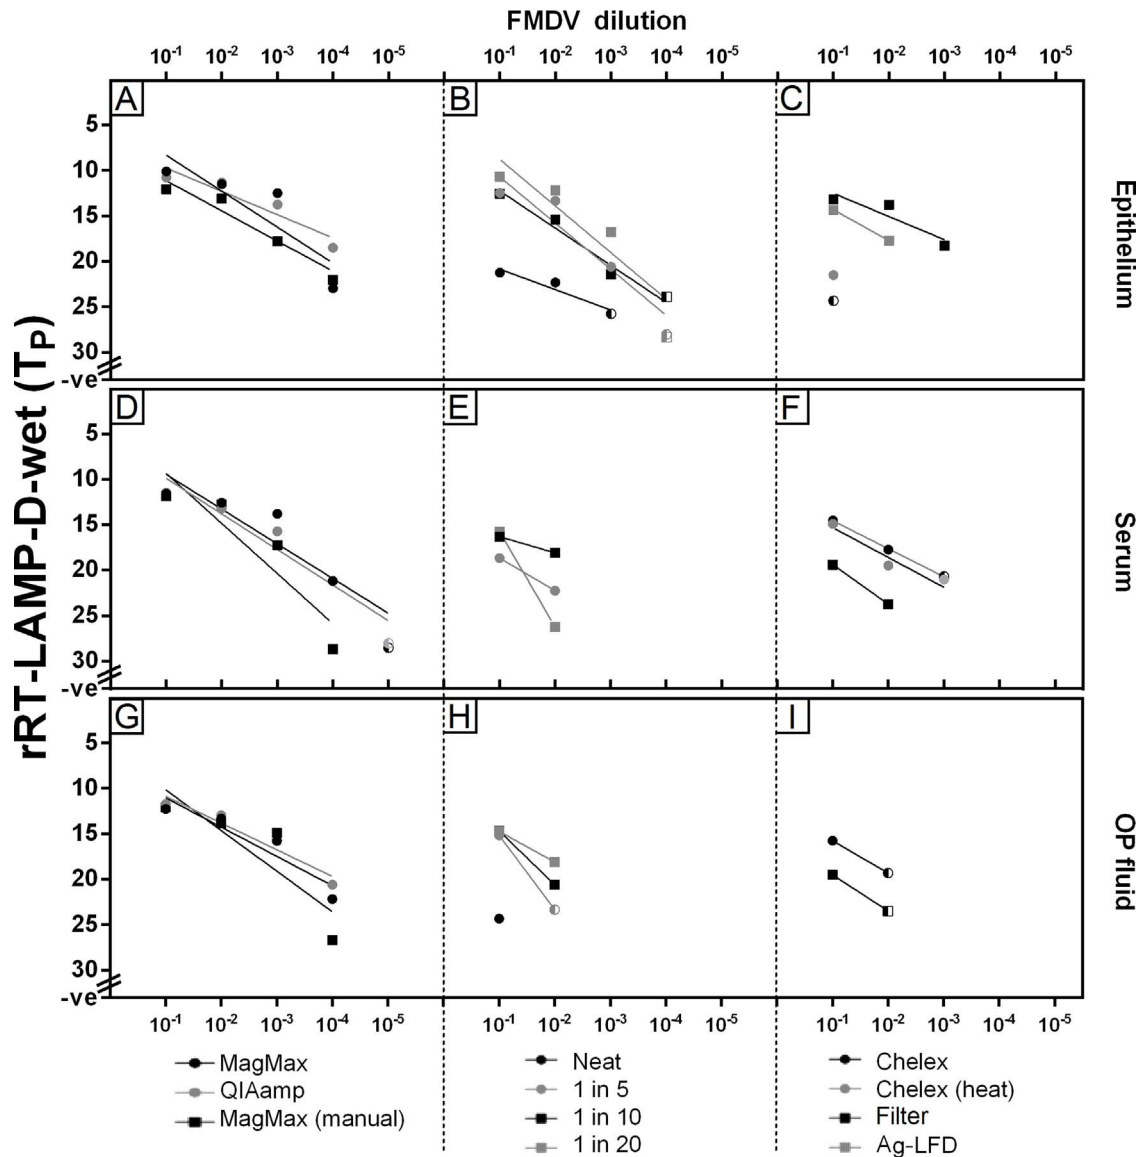 FMDV dilution
10-1 10-2 10-3 10-4 10-5 10-1 10-2 10-3 10-4 10-5 10-1 10-2 10-3 10-4 10-5
rRT-LAMP-D-wet (TP)
A B C
5
10
15
20
25
30
-ve
Epithelium
D E F
5
10
15
20
25
30
-ve
Serum
G H I
5
10
15
20
25
30
-ve
OP fluid
10-1 10-2 10-3 10-4 10-5 10-1 10-2 10-3 10-4 10-5 10-1 10-2 10-3 10-4 10-5
MagMax
QIAamp
MagMax (manual)
Neat
1 in 5
1 in 10
1 in 20
Chelex
Chelex (heat)
Filter
Ag-LFD